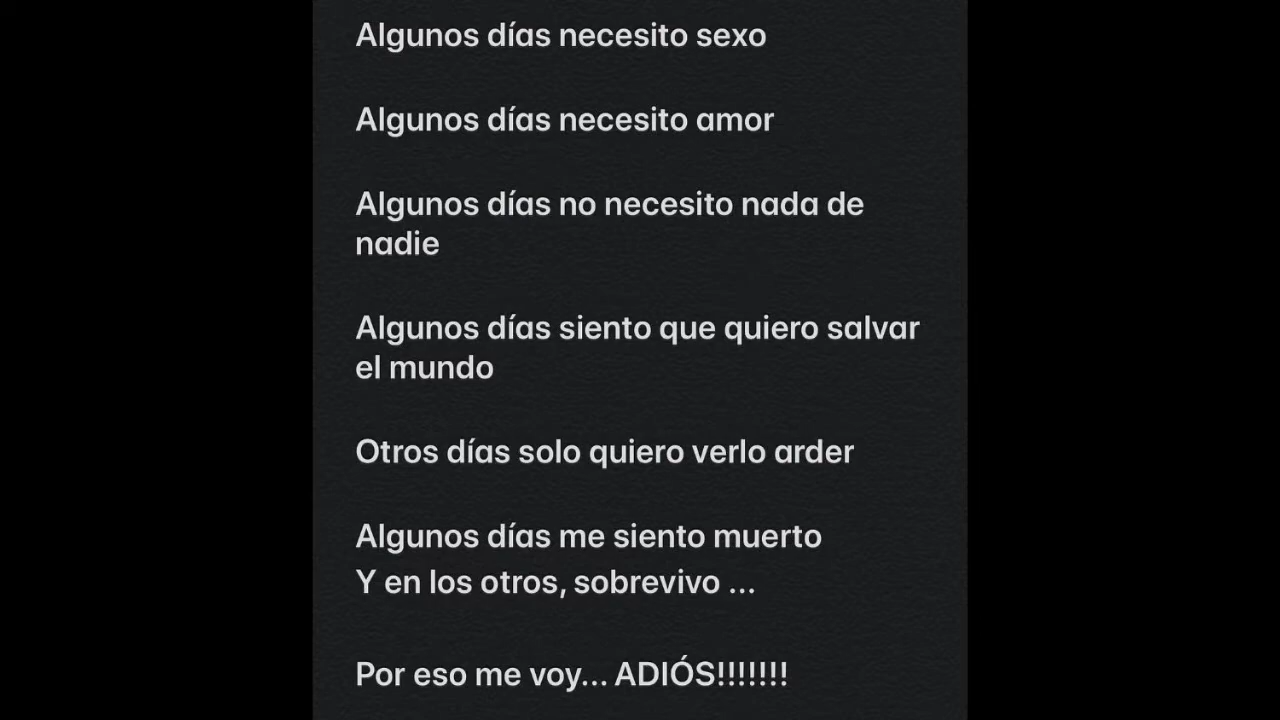 Algunos días necesito sexo
Algunos días necesito amor
Algunos días no necesito nada de
nadie
Algunos días siento que quiero salvar
el mundo
Otros días solo quiero verlo arder
Algunos días me siento muerto
Y en los otros, sobrevivo ...
Por eso me voy... ADIÓS!!!!!!!